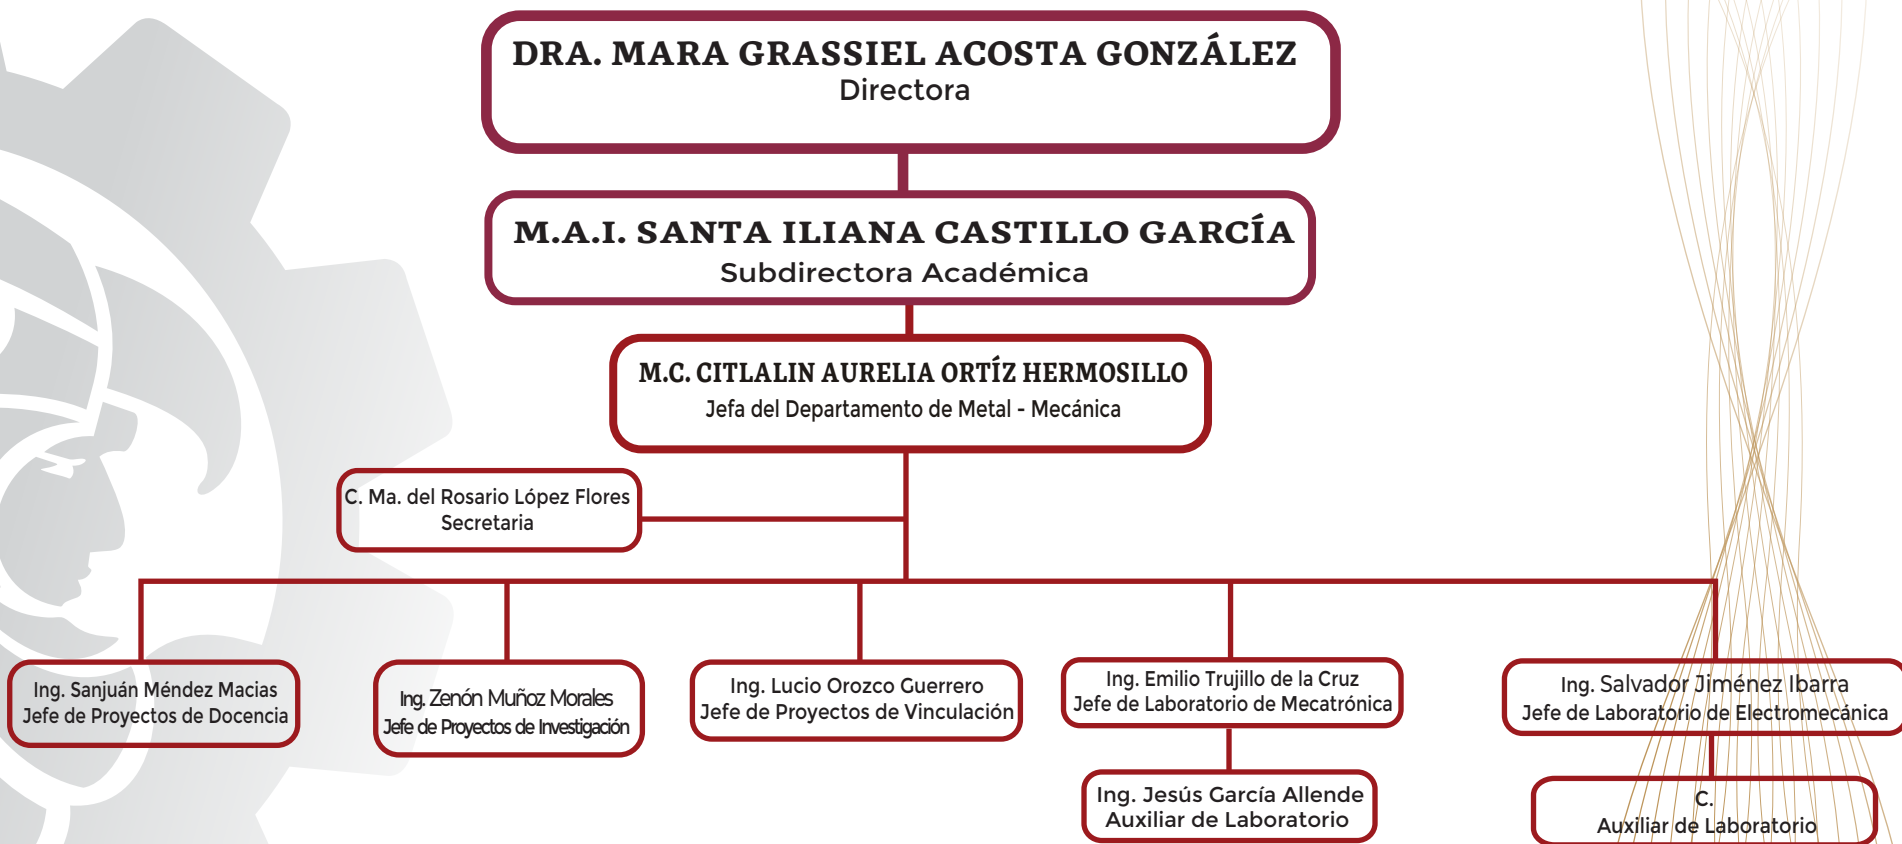 DRA. MARA GRASSIEL ACOSTA GONZÁLEZ
Directora
M.A.I. SANTA ILIANA CASTILLO GARCÍA
Subdirectora Académica
M.C. CITLALIN AURELIA ORTÍZ HERMOSILLO
Jefa del Departamento de Metal - Mecánica
C. Ma. del Rosario López Flores
Secretaria
Ing. Sanjuán Méndez Macias
Jefe de Proyectos de Docencia
Ing. Zenón Muñoz Morales
Jefe de Proyectos de Investigación
Ing. Lucio Orozco Guerrero
Jefe de Proyectos de Vinculación
Ing. Emilio Trujillo de la Cruz
Jefe de Laboratorio de Mecatrónica
Ing. Salvador Jiménez Ibarra
Jefe de Laboratorio de Electromecánica
Ing. Jesús García Allende
Auxiliar de Laboratorio
C.
Auxiliar de Laboratorio